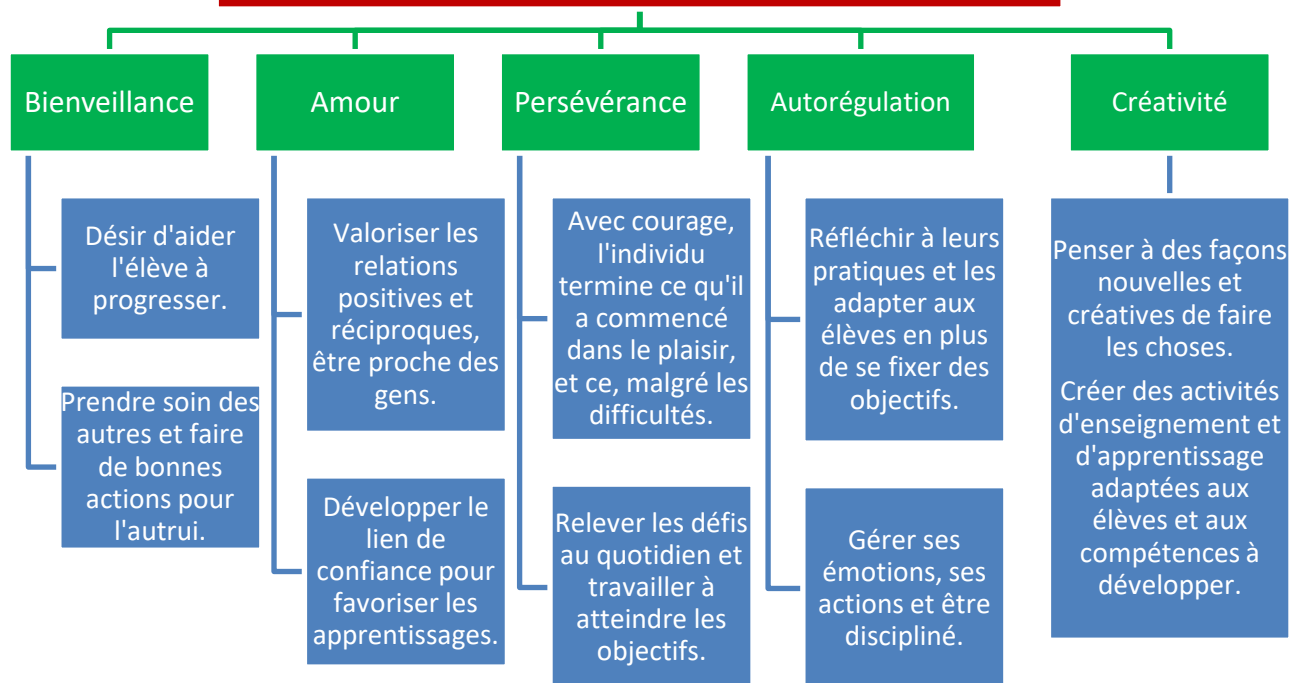 Bienveillance
Désir d'aider
l'élève à
progresser.
Prendre soin des
autres et faire
de bonnes
actions pour
l'autrui.
Amour
Valoriser les
relations
positives et
réciproques,
être proche des
gens.
Développer le
lien de
confiance pour
favoriser les
apprentissages.
Persévérance
Avec courage,
l'individu
termine ce qu'il
a commencé
dans le plaisir,
et ce, malgré les
difficultés.
Relever les défis
au quotidien et
travailler à
atteindre les
objectifs.
Autorégulation
Réfléchir à leurs
pratiques et les
adapter aux
élèves en plus
de se fixer des
objectifs.
Gérer ses
émotions, ses
actions et être
discipliné.
Créativité
Penser à des façons
nouvelles et
créatives de faire
les choses.
Créer des activités
d'enseignement et
d'apprentissage
adaptées aux
élèves et aux
compétences à
développer.